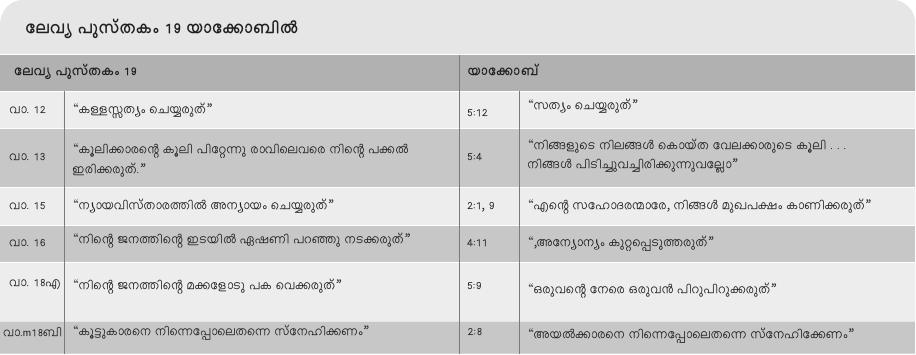 ലേവ്യ പുസ്തകം 19 യാക്കോബിൽ
ലേവ്യ പുസ്തകം 19 യാക്കോബ്
വാ. 12 “കള്ളസ്സത്യം ചെയ്യരുത്” 5:12 “സത്യം ചെയ്യരുത്”
വാ. 13 “കൂലിക്കാരന്റെ കൂലി പിറ്റേന്നു രാവിലെവരെ നിന്റെ പക്കൽ
ഇരിക്കരുത്.”
5:4 “നിങ്ങളുടെ നിലങ്ങൾ കൊയ്ത വേലക്കാരുടെ കൂലി . . .
നിങ്ങൾ പിടിച്ചുവച്ചിരിക്കുന്നുവല്ലോ”
വാ. 15 “ന്യായവിസ്താരത്തിൽ അന്യായം ചെയ്യരുത്” 2:1, 9 “എന്റെ സഹോദരന്മാരേ, നിങ്ങൾ മുഖപക്ഷം കാണിക്കരുത്”
വാ. 16 “നിന്റെ ജനത്തിന്റെ ഇടയിൽ ഏഷണി പറഞ്ഞു നടക്കരുത്” 4:11 “,അന്യോന്യം കുറ്റപ്പെടുത്തരുത്”
വാ. 18എ “നിന്റെ ജനത്തിന്റെ മക്കളോടു പക വെക്കരുത്” 5:9 “ഒരുവന്റെ നേരെ ഒരുവൻ പിറുപിറുക്കരുത്”
വാ.m18ബി “കൂട്ടുകാരനെ നിന്നെപ്പോലെതന്നെ സ്നേഹിക്കണം” 2:8 “അയൽക്കാരനെ നിന്നെപ്പോലെതന്നെ സ്നേഹിക്കേണം”